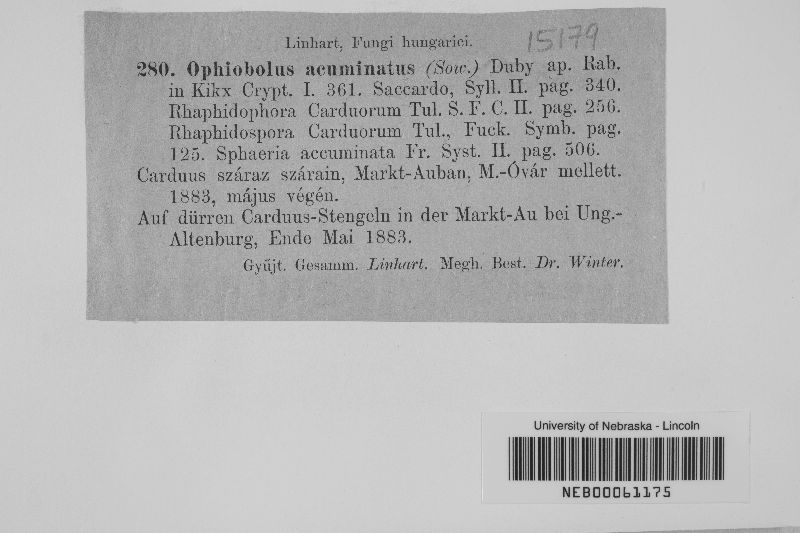 Linhart, Fungi hungarici. 15179
280. Ophiobolus acuminatus (Sow.) Duby ap. Rab.
in Kikx Crypt. I. 361. Saccardo, Syll. II. pag. 340.
Rhaphidophora Carduorum Tul. S. F. C. II. pag. 256.
Rhaphidospora Carduorum Tul., Fuck. Symb. pag.
125. Sphaeria accuminata Fr. Syst. II. pag. 506.
Carduus száraz szárain, Markt-Auban, M.-Óvár mellett.
1883, május végén.
Auf dürren Carduus-Stengeln in der Markt-Au bei Ung.-
Altenburg, Ende Mai 1883.
Gyűjt. Gesamm. Linhart. Megh. Best. Dr. Winter.
University of Nebraska - Lincoln
NEB00061175